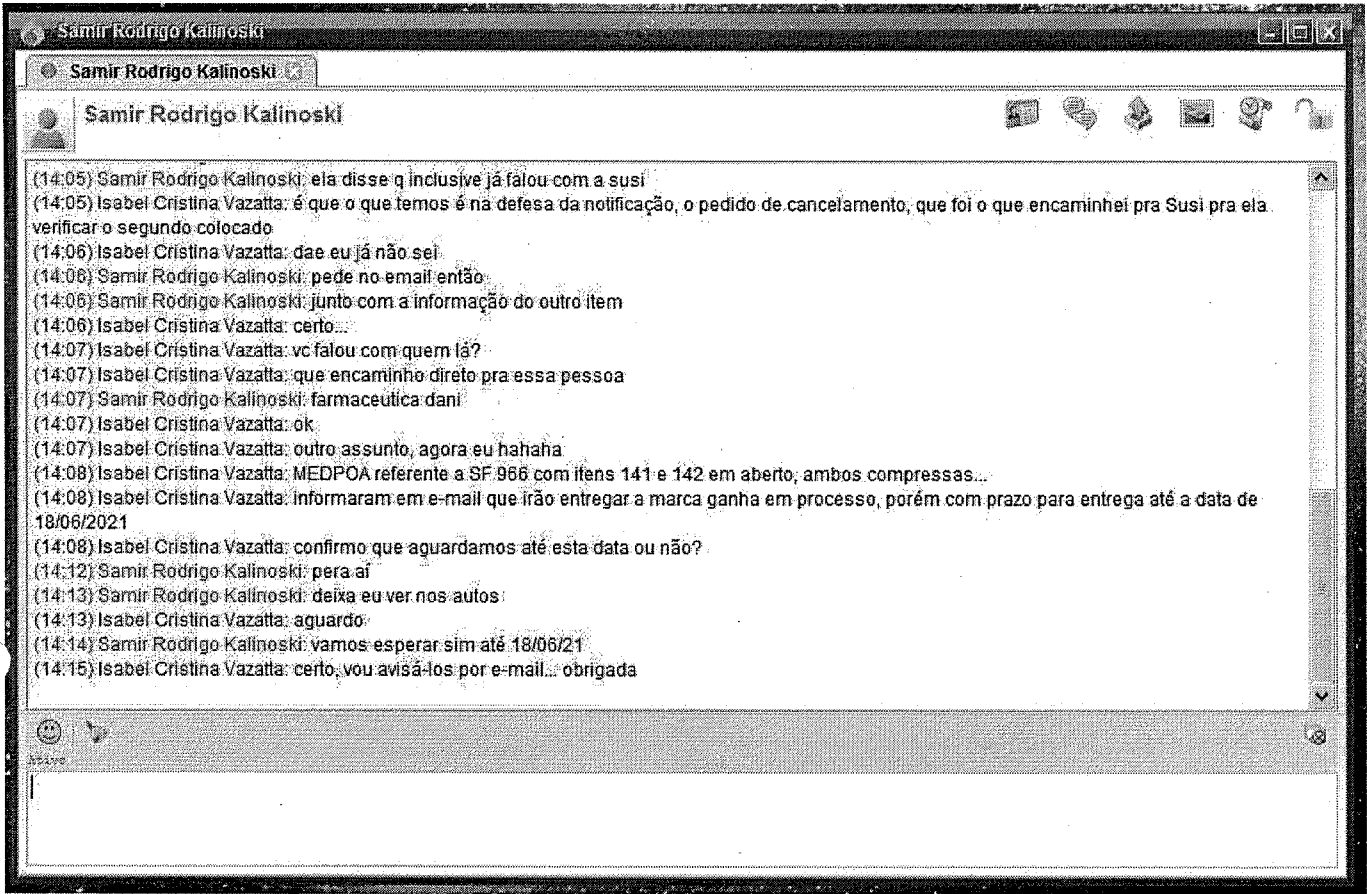 Samir Rodrigo Kalinoski
Samir Rodrigo Kalinoski
Samir Rodrigo Kalinoski
(14:05) Samir Rodrigo Kalinoski: ela disse q inclusive já falou com a susi
(14:05) Isabel Cristina Vazatta: é que o que temos é na defesa da notificação, o pedido de cancelamento, que foi o que encaminhei pra Susi pra ela
verificar o segundo colocado
(14:06) Isabel Cristina Vazatta: dae eu já não sei
(14:06) Samir Rodrigo Kalinoski: pede no email então
(14:06) Samir Rodrigo Kalinoski: junto com a informação do outro item
(14:06) Isabel Cristina Vazatta: certo...
(14:07) Isabel Cristina Vazatta: vc falou com quem lá?
(14:07) Isabel Cristina Vazatta: que encaminho direto pra essa pessoa
(14:07) Samir Rodrigo Kalinoski: farmaceutica dani
(14:07) Isabel Cristina Vazatta: ok
(14:07) Isabel Cristina Vazatta: outro assunto, agora eu hahaha
(14:08) Isabel Cristina Vazatta: MEDPOA referente a SF 966 com itens 141 e 142 em aberto, ambos compressas...
(14:08) Isabel Cristina Vazatta: informaram em e-mail que irão entregar a marca ganha em processo, porém com prazo para entrega até a data de
18/06/2021
(14:08) Isabel Cristina Vazatta: confirmo que aguardamos até esta data ou não?
(14:12) Samir Rodrigo Kalinoski: pera aí
(14:13) Samir Rodrigo Kalinoski: deixa eu ver nos autos
(14:13) Isabel Cristina Vazatta: aguardo
(14:14) Samir Rodrigo Kalinoski: vamos esperar sim até 18/06/21
(14:15) Isabel Cristina Vazatta: certo, vou avisá-los por e-mail... obrigada
Ativo